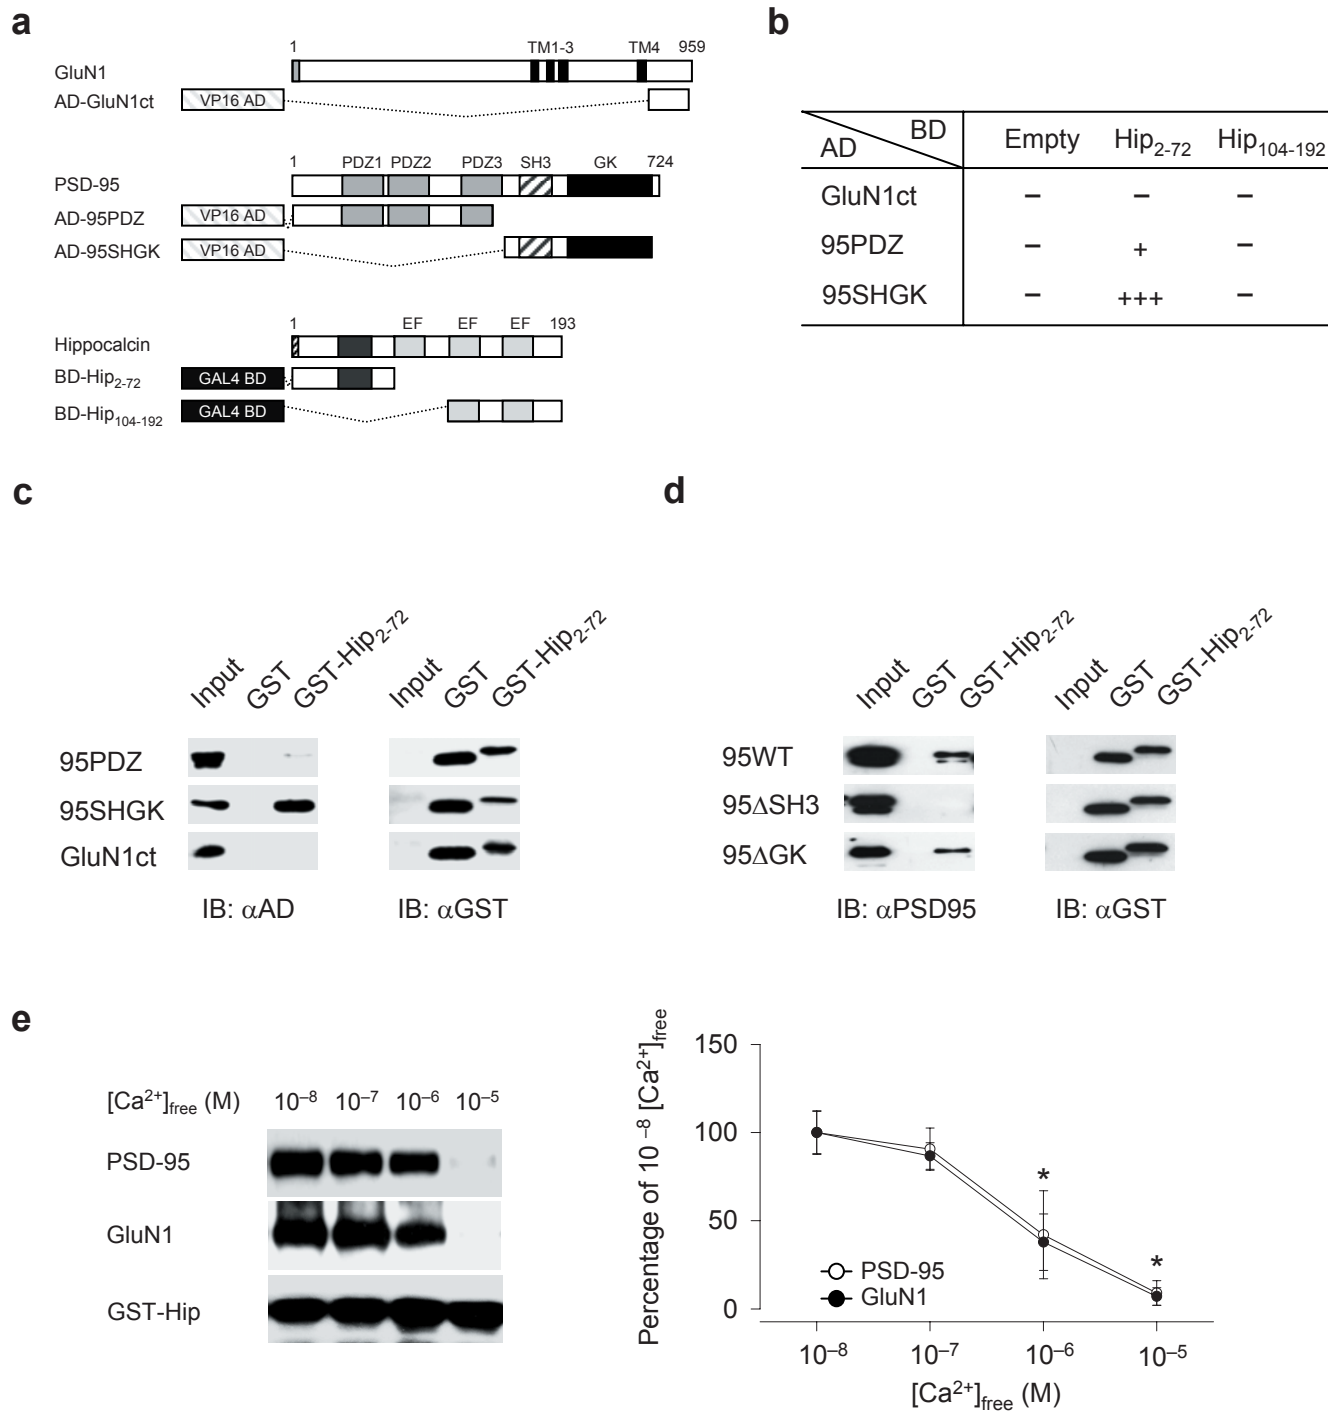 a
1 TM1-3 TM4 959
GluN1
AD-GluN1ct VP16 AD
1 PDZ1 PDZ2 PDZ3 SH3 GK 724
PSD-95
AD-95PDZ VP16 AD
AD-95SHGK VP16 AD
1 EF EF EF 193
Hippocalcin
BD-Hip2-72 GAL4 BD
BD-Hip104-192 GAL4 BD
b
AD BD Empty Hip2-72 Hip104-192
GluN1ct – – –
95PDZ – + –
95SHGK – +++ –
c
Input GST GST-Hip2-72 Input GST GST-Hip2-72
95PDZ
95SHGK
GluN1ct
IB: αAD IB: αGST
d
Input GST GST-Hip2-72 Input GST GST-Hip2-72
95WT
95ΔSH3
95ΔGK
IB: αPSD95 IB: αGST
e
[Ca2+]free (M) 10–8 10–7 10–6 10–5
PSD-95
GluN1
GST-Hip
Percentage of 10 –8 [Ca2+]free
150
100
50
0
* *
PSD-95
GluN1
10–8 10–7 10–6 10–5
[Ca2+]free (M)